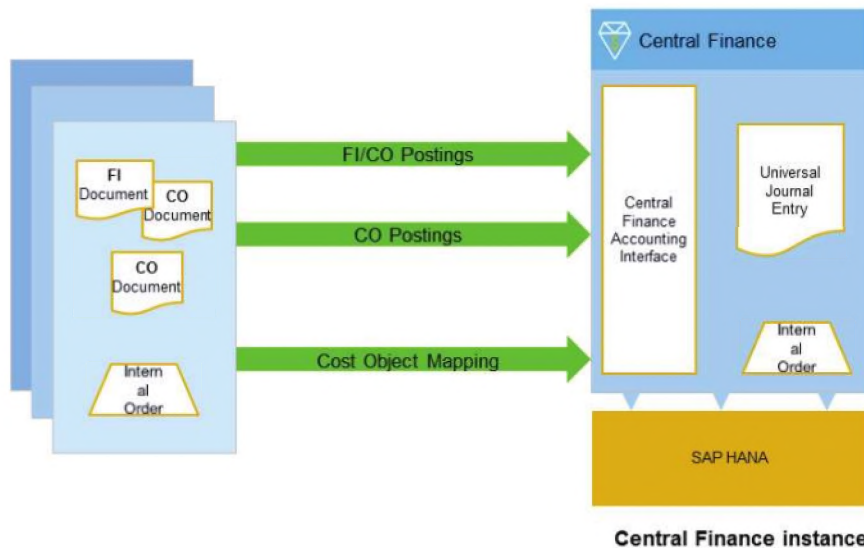 Central Finance
FI
Document
CO
Document
CO
Document
Intern
al
Order
FI/CO Postings
CO Postings
Cost Object Mapping
Central
Finance
Accounting
Interface
Universal
Journal
Entry
Intern
al
Order
SAP HANA
Central Finance instance